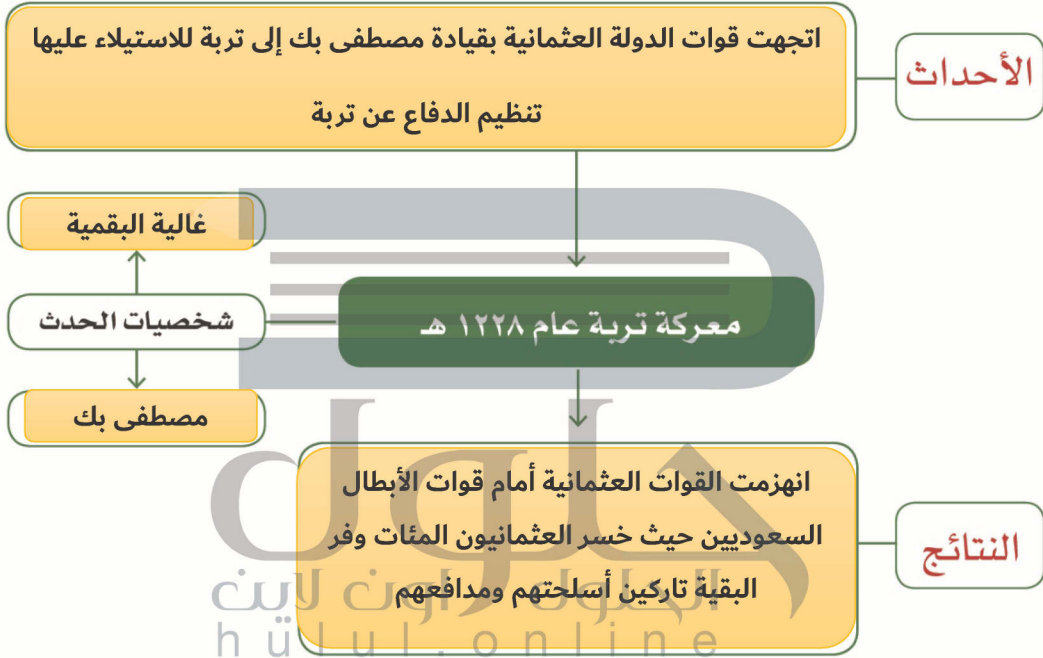 الأحداث
اتجهت قوات الدولة العثمانية بقيادة مصطفى بك إلى تربة للاستيلاء عليها
تنظيم الدفاع عن تربة
معركة تربة عام ١٢٢٨ هـ
شخصيات الحدث
غالية البقمية
مصطفى بك
النتائج
انهزمت القوات العثمانية أمام قوات الأبطال
السعوديين حيث خسر العثمانيون المئات وفر
البقية تاركين أسلحتهم ومدافعهم
حلول
الحلول اون لاين
hulul.online